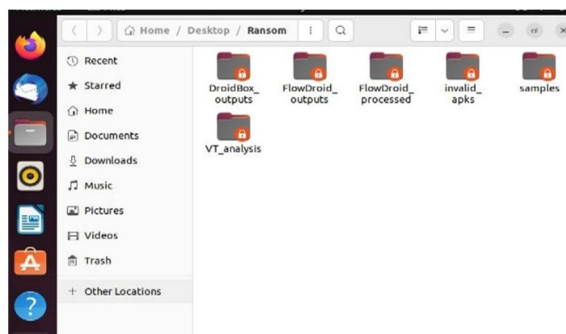 Home / Desktop / Ransom
Recent
Starred
Home
Documents
Downloads
Music
Pictures
Videos
Trash
+ Other Locations
DroidBox_
outputs
FlowDroid_
outputs
FlowDroid_
processed
invalid_
apks
samples
VT_analysis